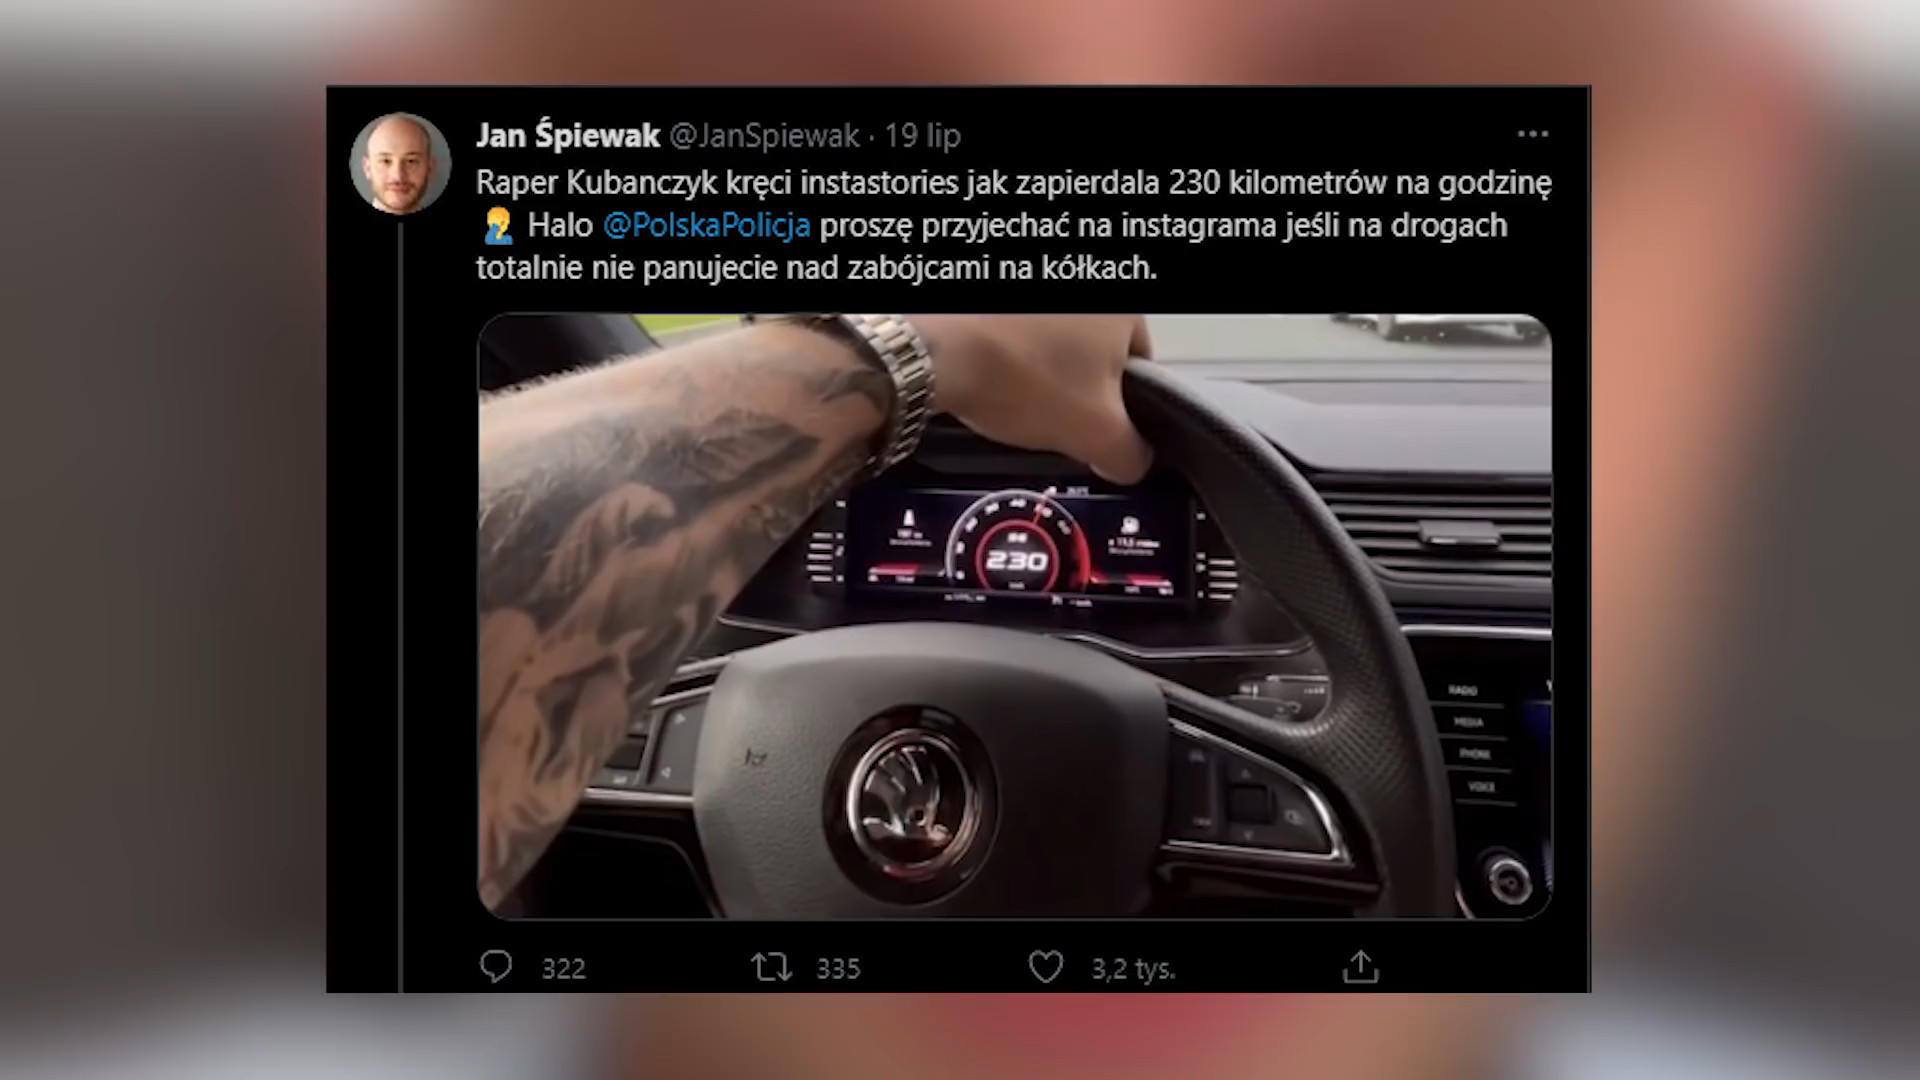 Jan Śpiewak @JanSpiewak · 19 lip
Raper Kubanczyk kręci instastories jak zapierdala 230 kilometrów na godzinę
🤦‍♂️ Halo @PolskaPolicja proszę przyjechać na instagrama jeśli na drogach
totalnie nie panujecie nad zabójcami na kółkach.
230
RADIO
MEDIA
PHONE
VOICE
322 335 3,2 tys.